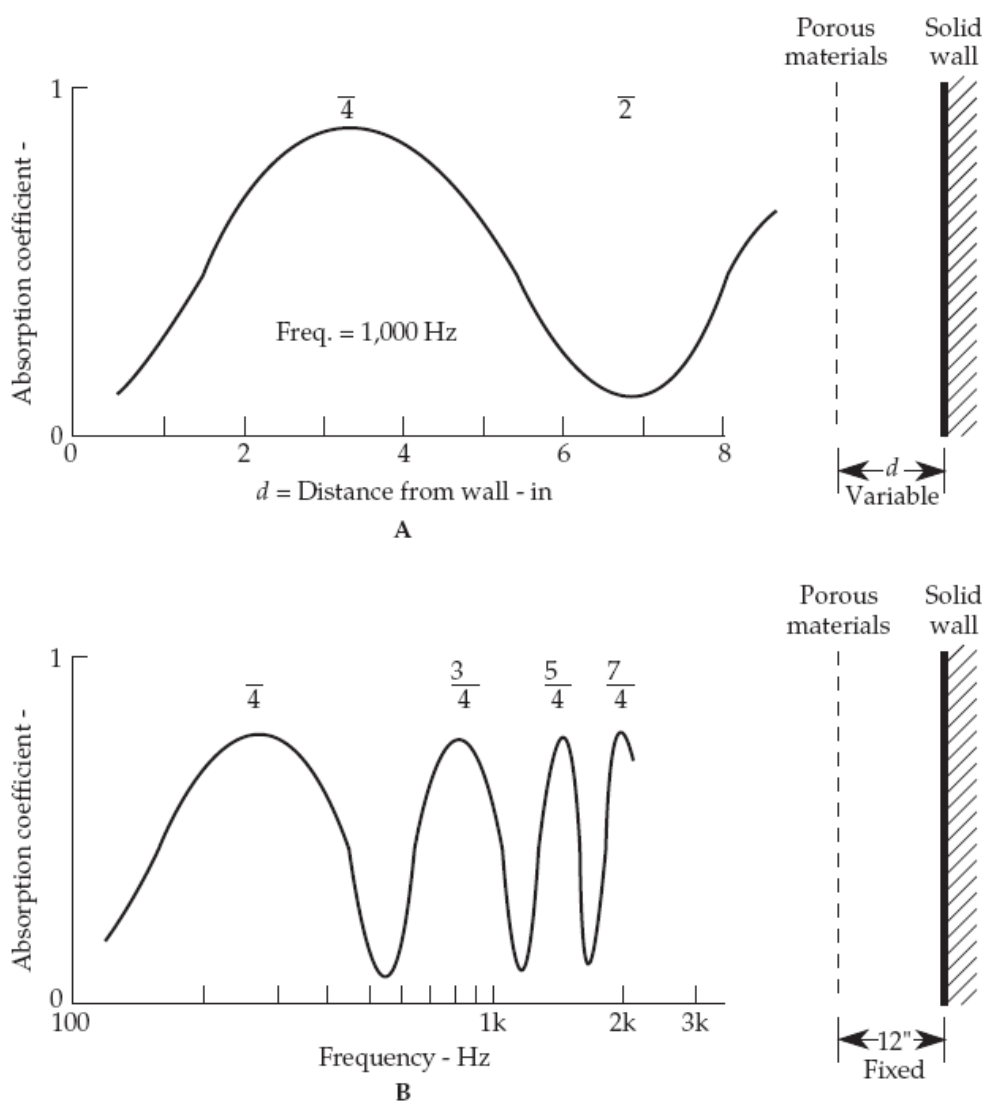 Porous
materials
Solid
wall
1
4
2
Absorption coefficient -
Freq. = 1,000 Hz
0
0 2 4 6 8
d = Distance from wall - in
A
d
Variable
Porous
materials
Solid
wall
1
4
3
4
5
4
7
4
Absorption coefficient -
0
100 1k 2k 3k
Frequency - Hz
B
12"
Fixed